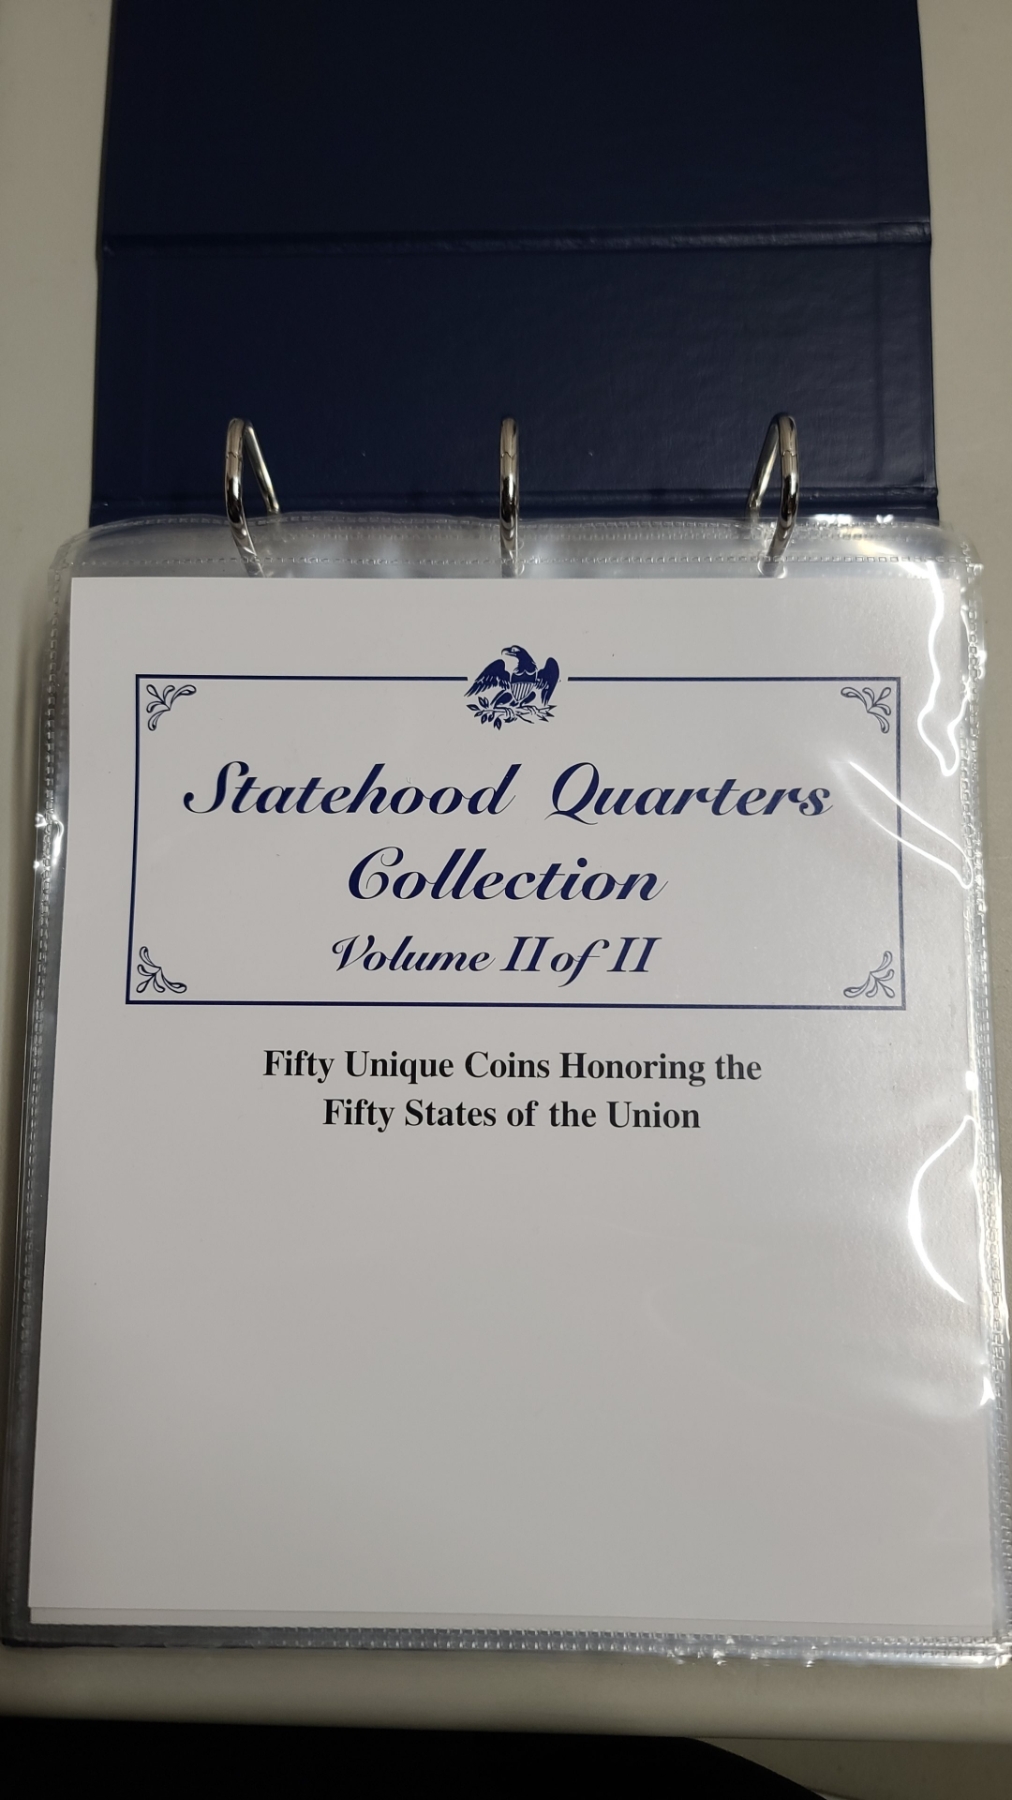 Statehood Quarters
Collection
Volume II of II
Fifty Unique Coins Honoring the
Fifty States of the Union